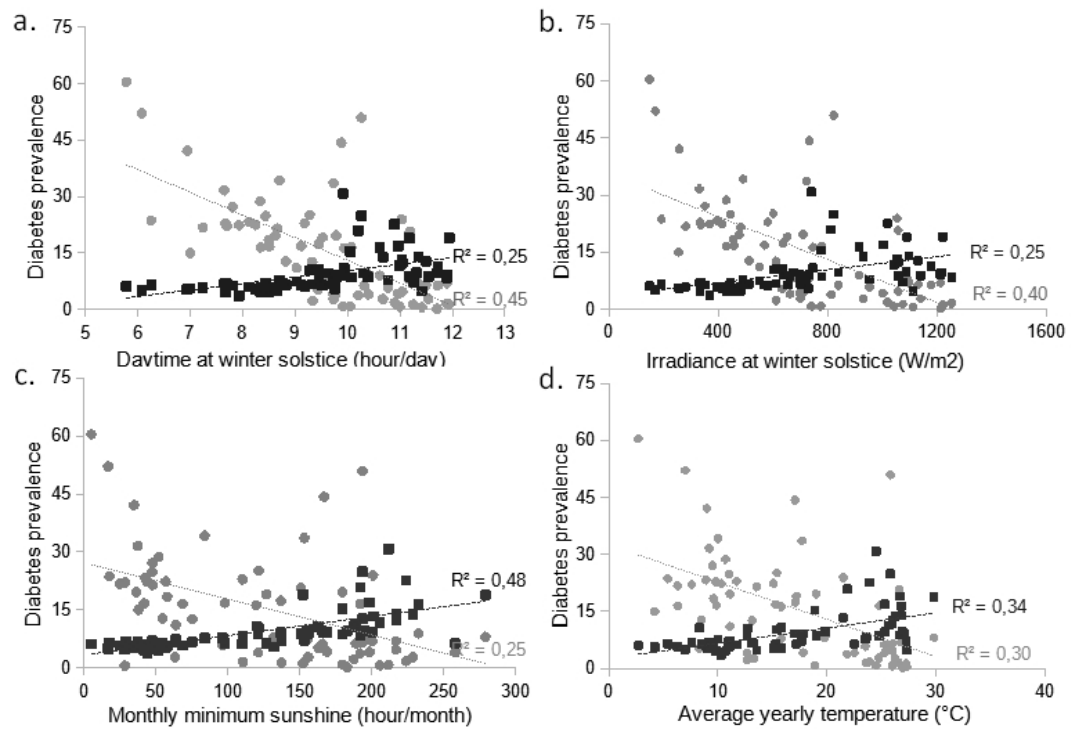 a.
Diabetes prevalence
75
60
45
30
15
0
R² = 0,25
R² = 0,45
5 6 7 8 9 10 11 12 13
Daytime at winter solstice (hour/day)
b.
Diabetes prevalence
75
60
45
30
15
0
R² = 0,25
R² = 0,40
0 400 800 1200 1600
Irradiance at winter solstice (W/m2)
c.
Diabetes prevalence
75
60
45
30
15
0
R² = 0,48
R² = 0,25
0 50 100 150 200 250 300
Monthly minimum sunshine (hour/month)
d.
Diabetes prevalence
75
60
45
30
15
0
R² = 0,34
R² = 0,30
0 10 20 30 40
Average yearly temperature (°C)